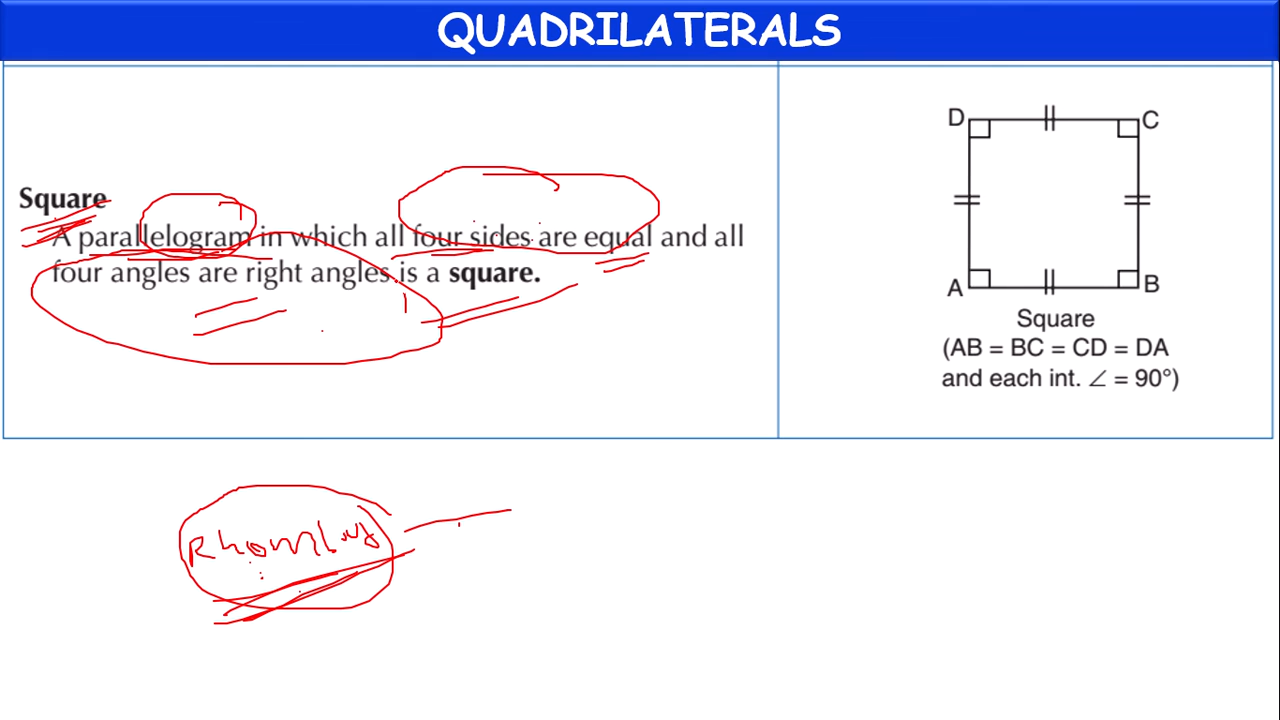 QUADRILATERALS
Square
A parallelogram in which all four sides are equal and all
four angles are right angles is a square.
D
C
A
B
Square
(AB = BC = CD = DA
and each int. ∠ = 90°)
Rhombus